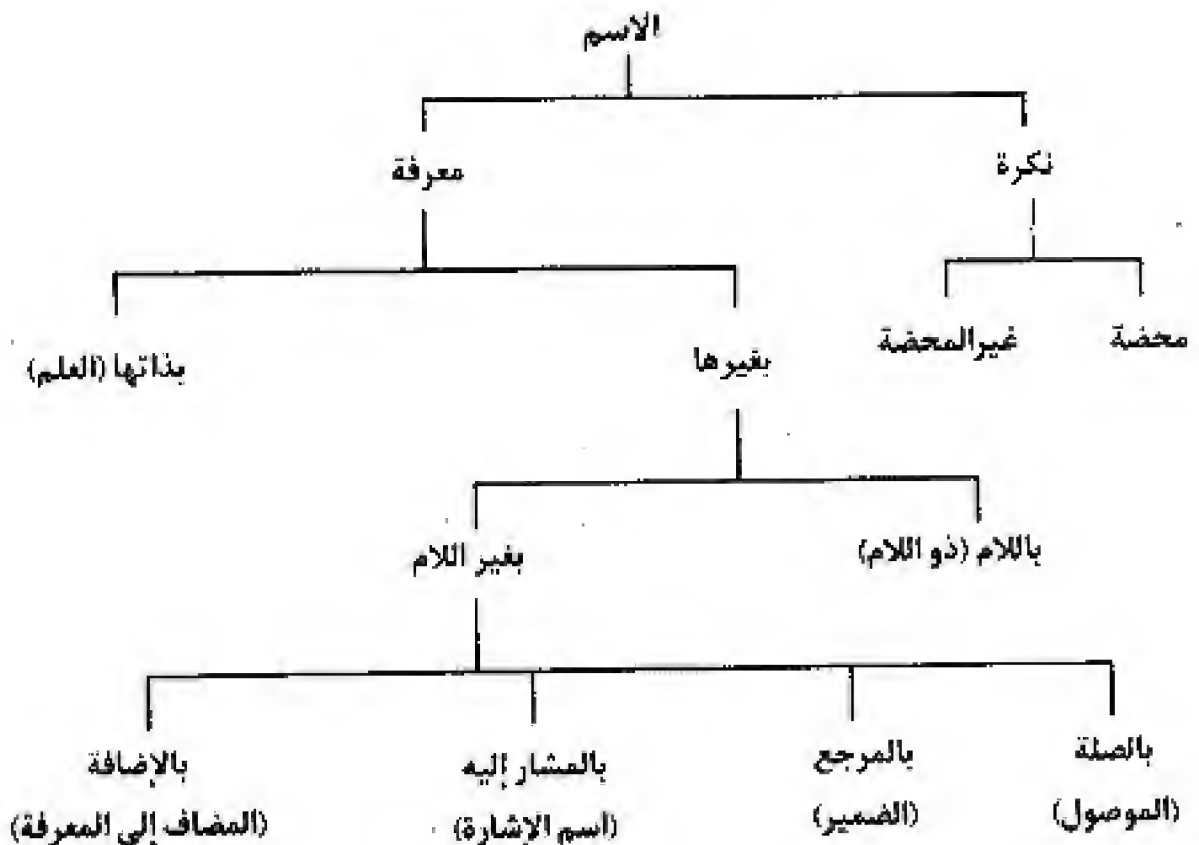 الاسم
نكرة
معرفة
محضة
غيرالمحضة
بغيرها
بذاتها (العلم)
باللام (ذو اللام)
بغير اللام
بالصلة
(الموصول)
بالمرجع
(الضمير)
بالمشار إليه
(اسم الإشارة)
بالإضافة
(المضاف إلى المعرفة)